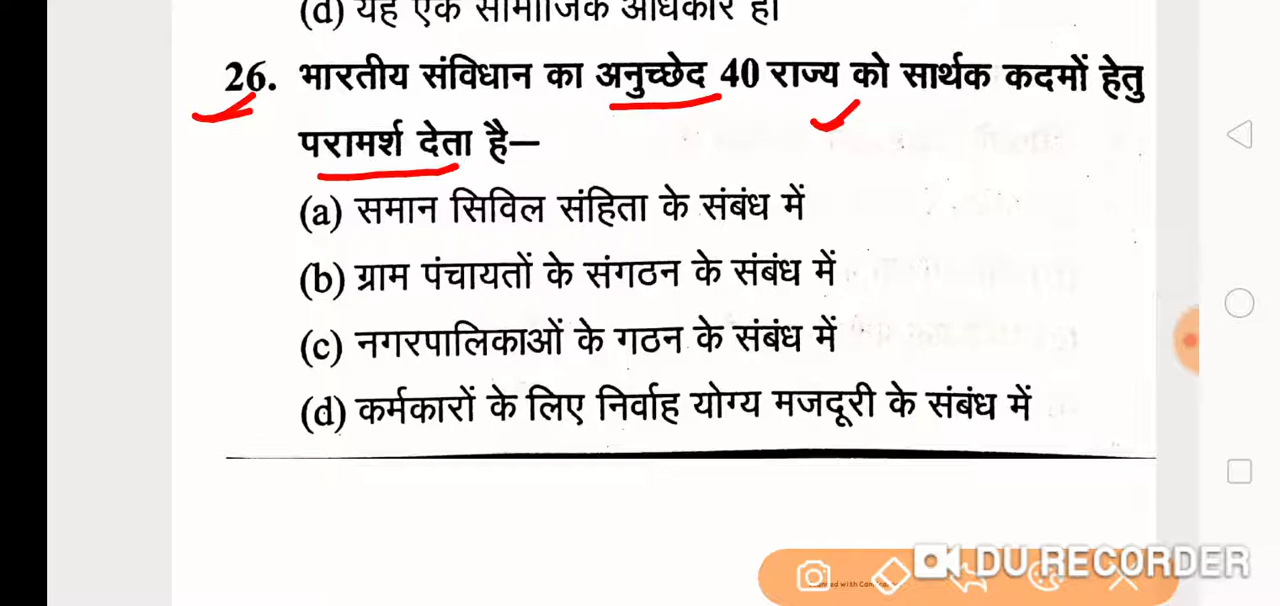 (d) यह एक सामाजिक अधिकार है।
26. भारतीय संविधान का अनुच्छेद 40 राज्य को सार्थक कदमों हेतु
परामर्श देता है—
(a) समान सिविल संहिता के संबंध में
(b) ग्राम पंचायतों के संगठन के संबंध में
(c) नगरपालिकाओं के गठन के संबंध में
(d) कर्मकारों के लिए निर्वाह योग्य मजदूरी के संबंध में
DU RECORDER